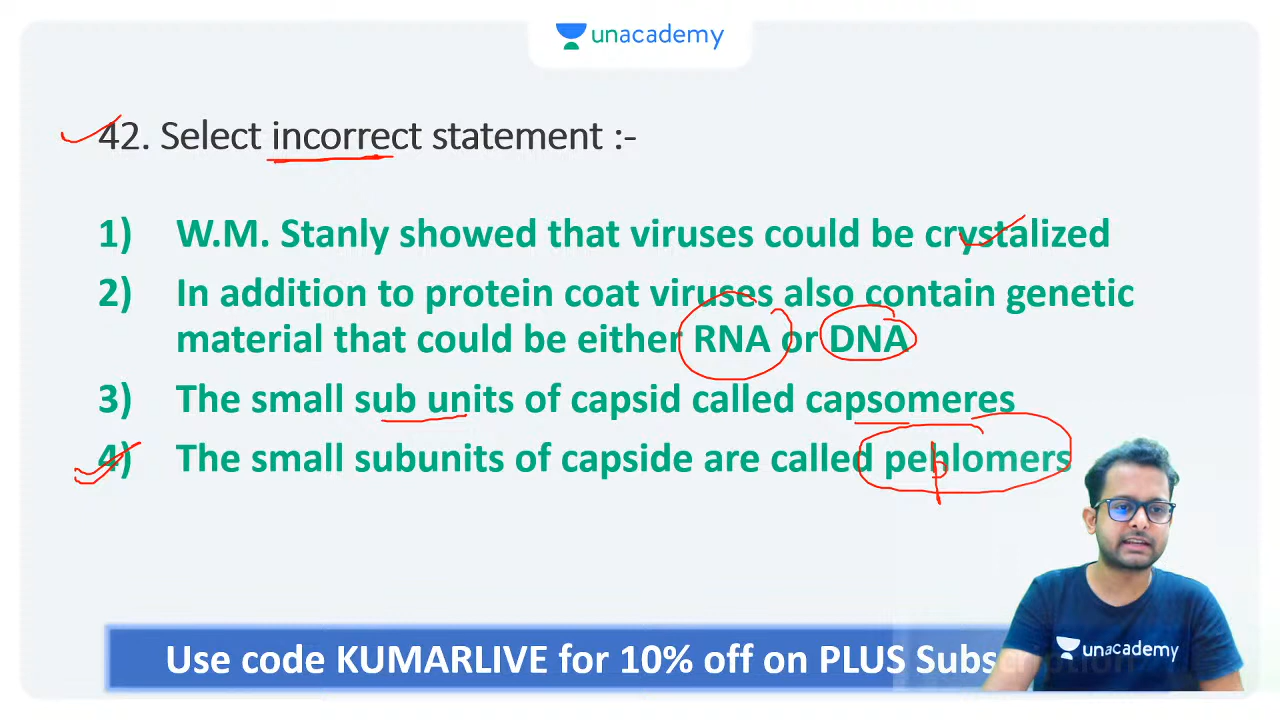 unacademy
42. Select incorrect statement :-
1) W.M. Stanly showed that viruses could be crystalized
2) In addition to protein coat viruses also contain genetic
material that could be either RNA or DNA
3) The small sub units of capsid called capsomeres
4) The small subunits of capside are called pehlomers
p
unacademy
Use code KUMARLIVE for 10% off on PLUS Subscription